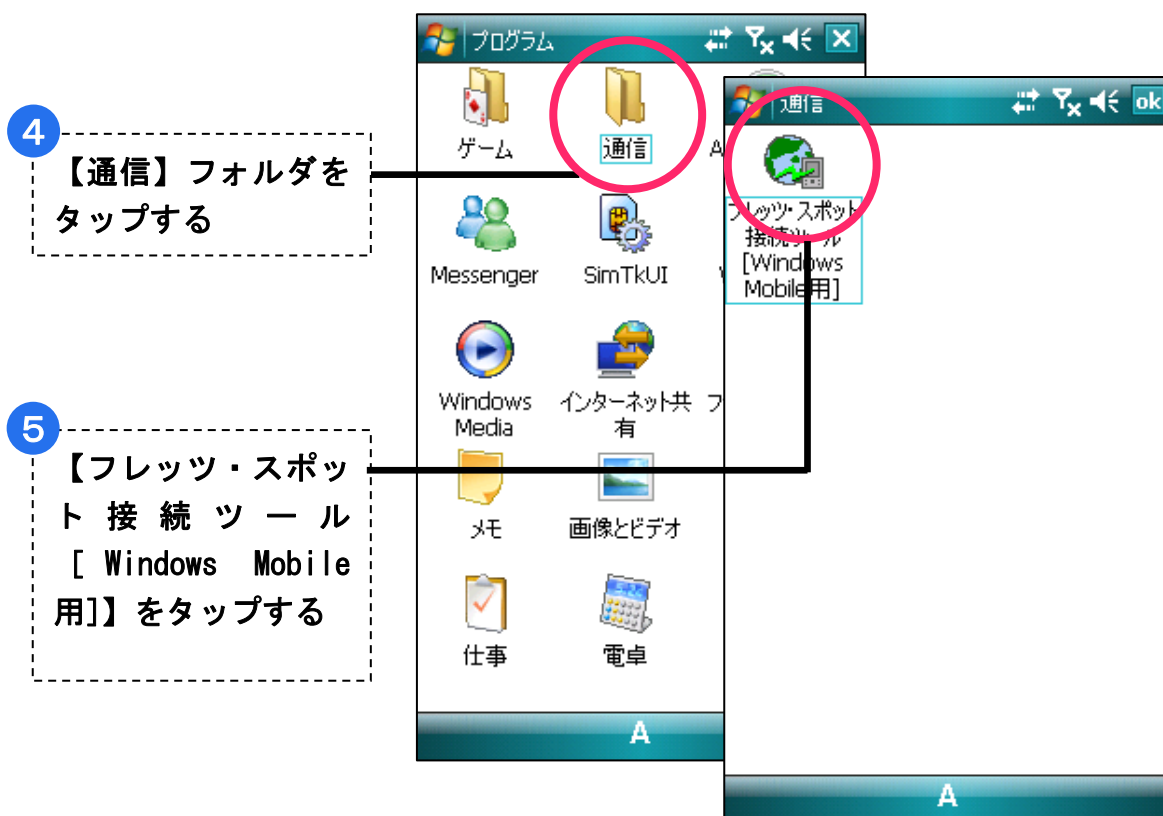 4
【通信】フォルダを
タップする
5
【フレッツ・スポッ
ト接続ツール
[Windows Mobile
用]】をタップする
プログラム
ゲーム
通信
A
Messenger
SimTkUI
Windows
Media
インターネット共
有
フ
メモ
画像とビデオ
仕事
電卓
A
通信
ok
フレッツ・スポット
接続ツール
[Windows
Mobile用]
A